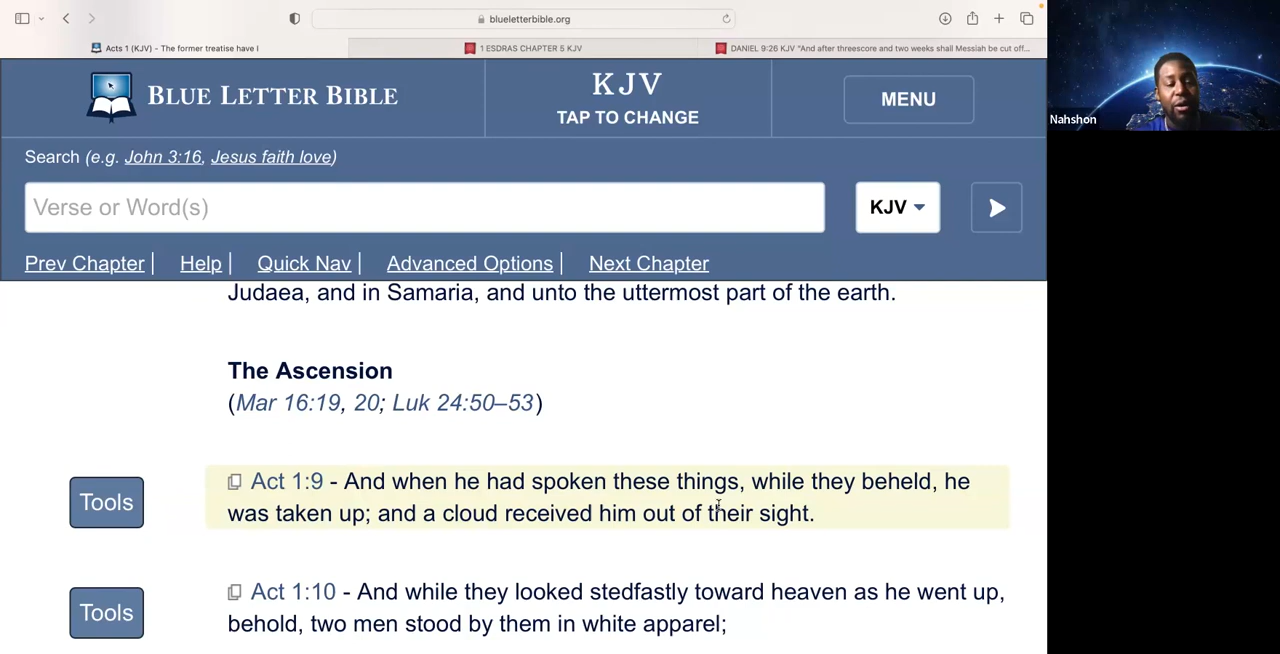 blueletterbible.org
Acts 1 (KJV) - The former treatise have I
1 ESDRAS CHAPTER 5 KJV
DANIEL 9:26 KJV "And after threescore and two weeks shall Messiah be cut off...
BLUE LETTER BIBLE
KJV
TAP TO CHANGE
MENU
Nahshon
Search (e.g. John 3:16, Jesus faith love)
Verse or Word(s)
KJV
Prev Chapter | Help | Quick Nav | Advanced Options | Next Chapter
Judaea, and in Samaria, and unto the uttermost part of the earth.
The Ascension
(Mar 16:19, 20; Luk 24:50–53)
Tools
Act 1:9 - And when he had spoken these things, while they beheld, he
was taken up; and a cloud received him out of their sight.
Tools
Act 1:10 - And while they looked stedfastly toward heaven as he went up,
behold, two men stood by them in white apparel;